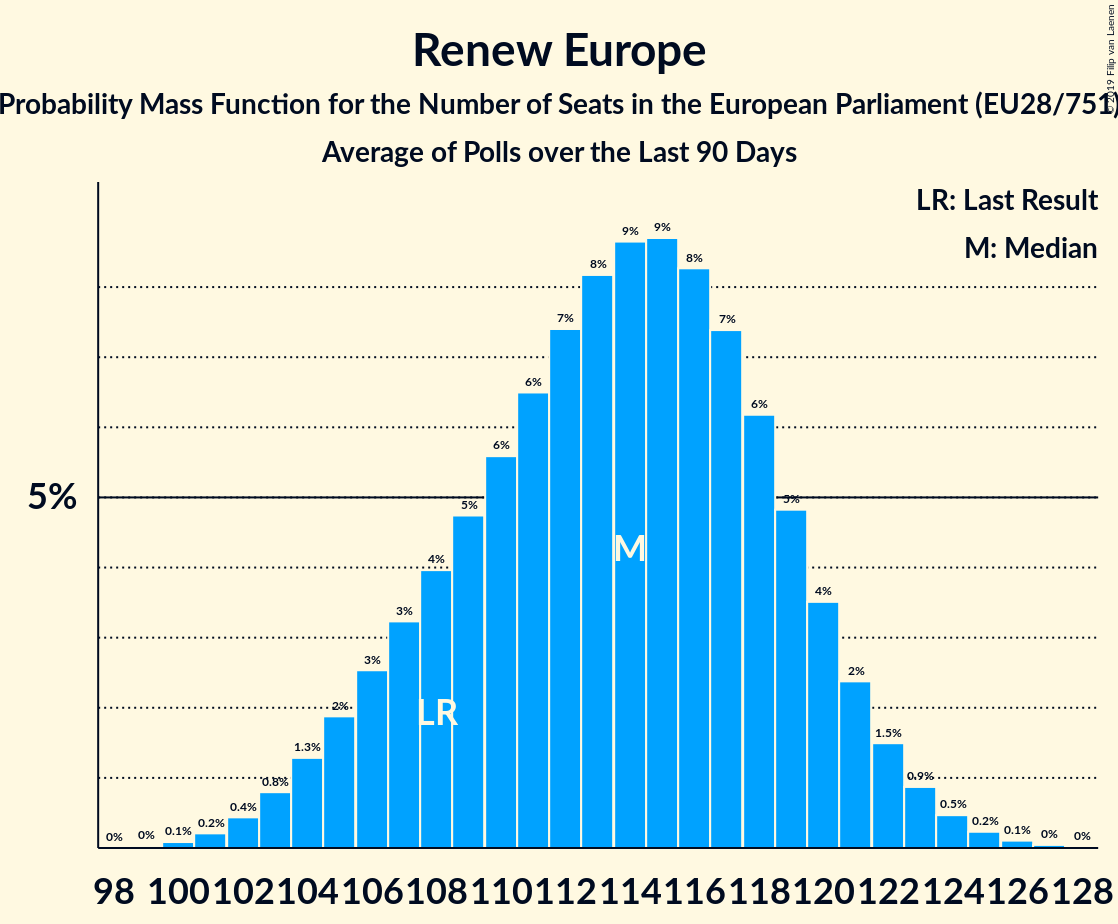 Renew Europe
Probability Mass Function for the Number of Seats in the European Parliament (EU28/751)
Average of Polls over the Last 90 Days
© 2019 Filip van Laenen
LR: Last Result
M: Median
9% 9%
8% 8%
7% 7%
6% 6%
6%
5% 5% 5%
4% 4%
M
3%
3% 2%
LR
2% 1.5%
1.3% 0.9%
0.8% 0.5%
0.4% 0.2%
0% 0% 0.1% 0.2% 0.1% 0% 0%
98 100 102 104 106 108 110 112 114 116 118 120 122 124 126 128